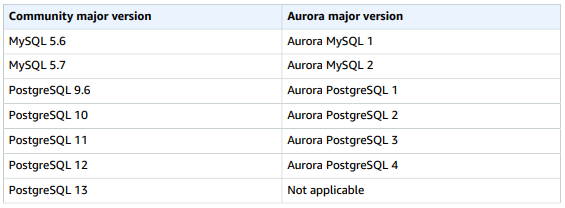 Community major version Aurora major version
MySQL 5.6 Aurora MySQL 1
MySQL 5.7 Aurora MySQL 2
PostgreSQL 9.6 Aurora PostgreSQL 1
PostgreSQL 10 Aurora PostgreSQL 2
PostgreSQL 11 Aurora PostgreSQL 3
PostgreSQL 12 Aurora PostgreSQL 4
PostgreSQL 13 Not applicable